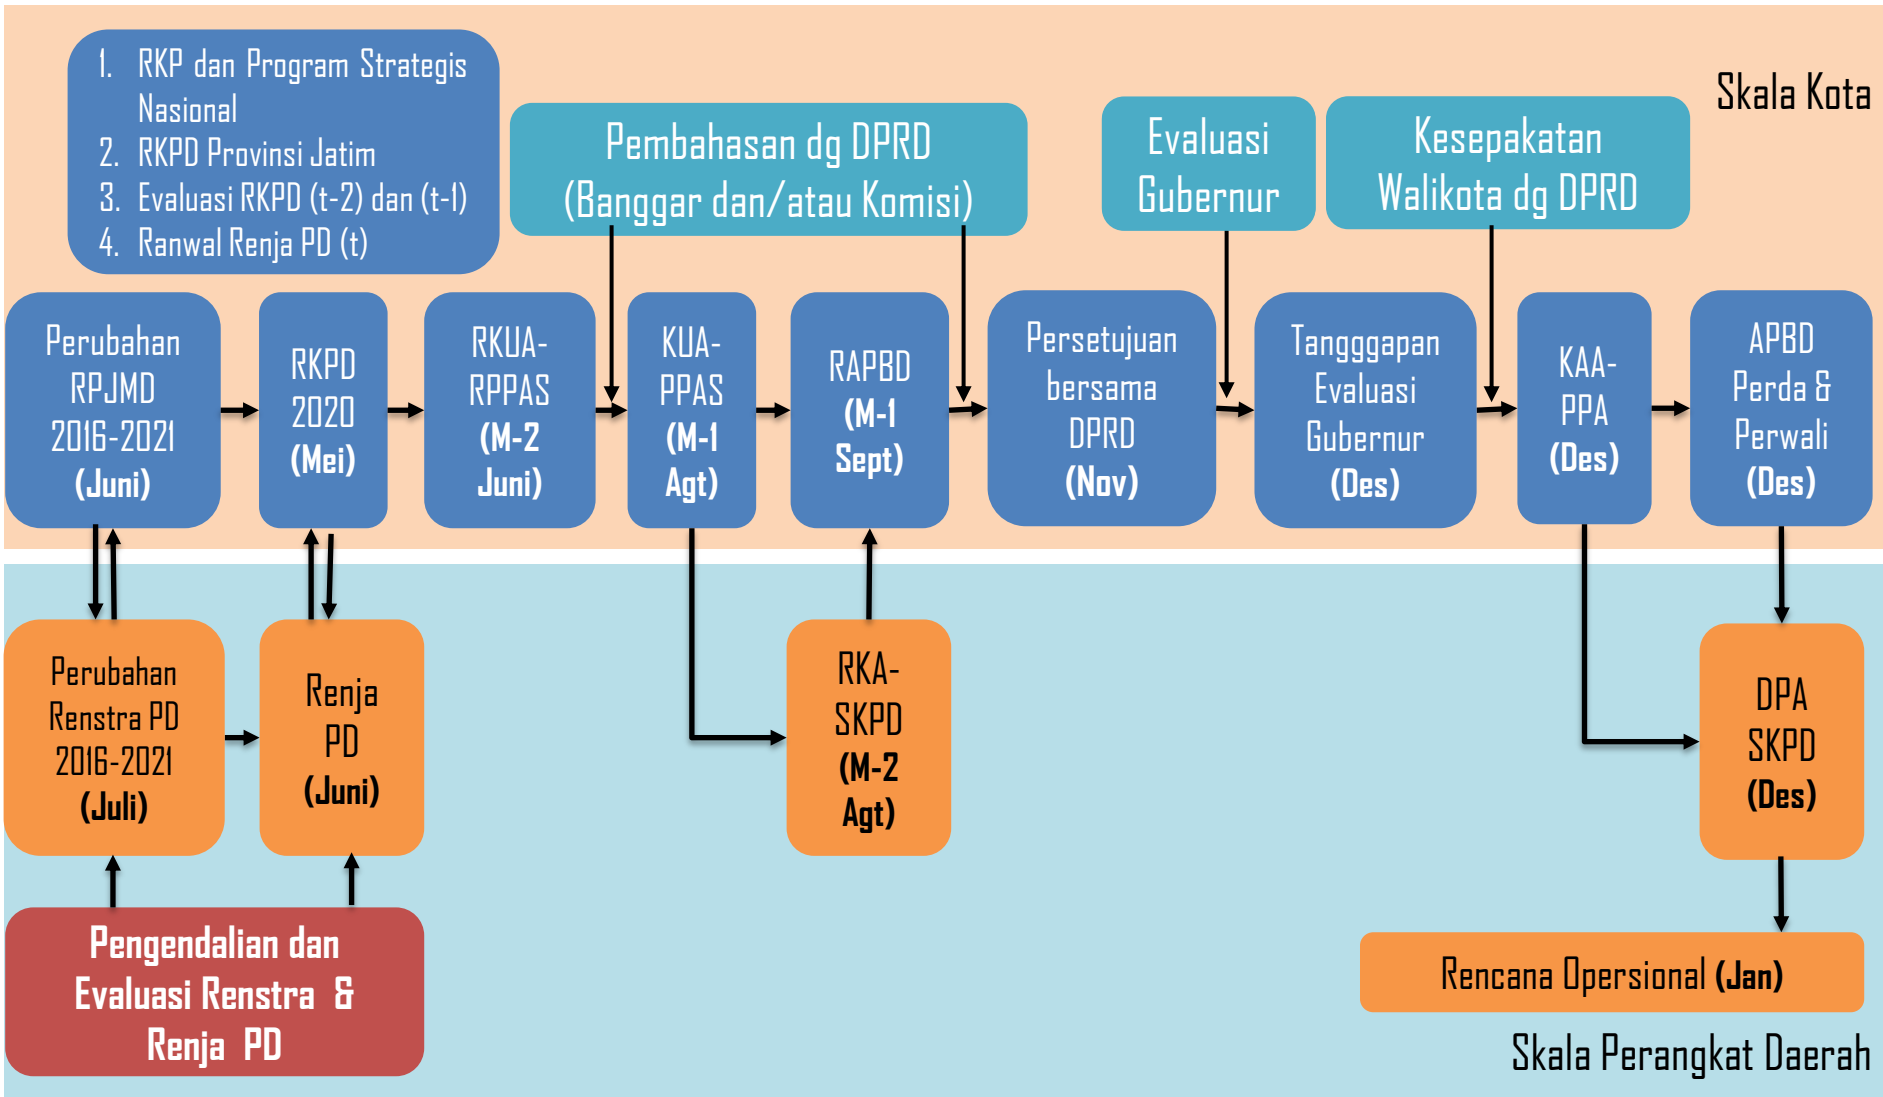 1. RKP dan Program Strategis
Nasional
2. RKPD Provinsi Jatim
3. Evaluasi RKPD (t-2) dan (t-1)
4. Ranwal Renja PD (t)
Skala Kota
Pembahasan dg DPRD
(Banggar dan/atau Komisi)
Evaluasi
Gubernur
Kesepakatan
Walikota dg DPRD
Perubahan
RPJMD
2016-2021
(Juni)
RKPD
2020
(Mei)
RKUA-
RPPAS
(M-2
Juni)
KUA-
PPAS
(M-1
Agt)
RAPBD
(M-1
Sept)
Persetujuan
bersama
DPRD
(Nov)
Tangggapan
Evaluasi
Gubernur
(Des)
KAA-
PPA
(Des)
APBD
Perda &
Perwali
(Des)
Perubahan
Renstra PD
2016-2021
(Juli)
Renja
PD
(Juni)
RKA-
SKPD
(M-2
Agt)
DPA
SKPD
(Des)
Pengendalian dan
Evaluasi Renstra &
Renja PD
Rencana Opersional (Jan)
Skala Perangkat Daerah